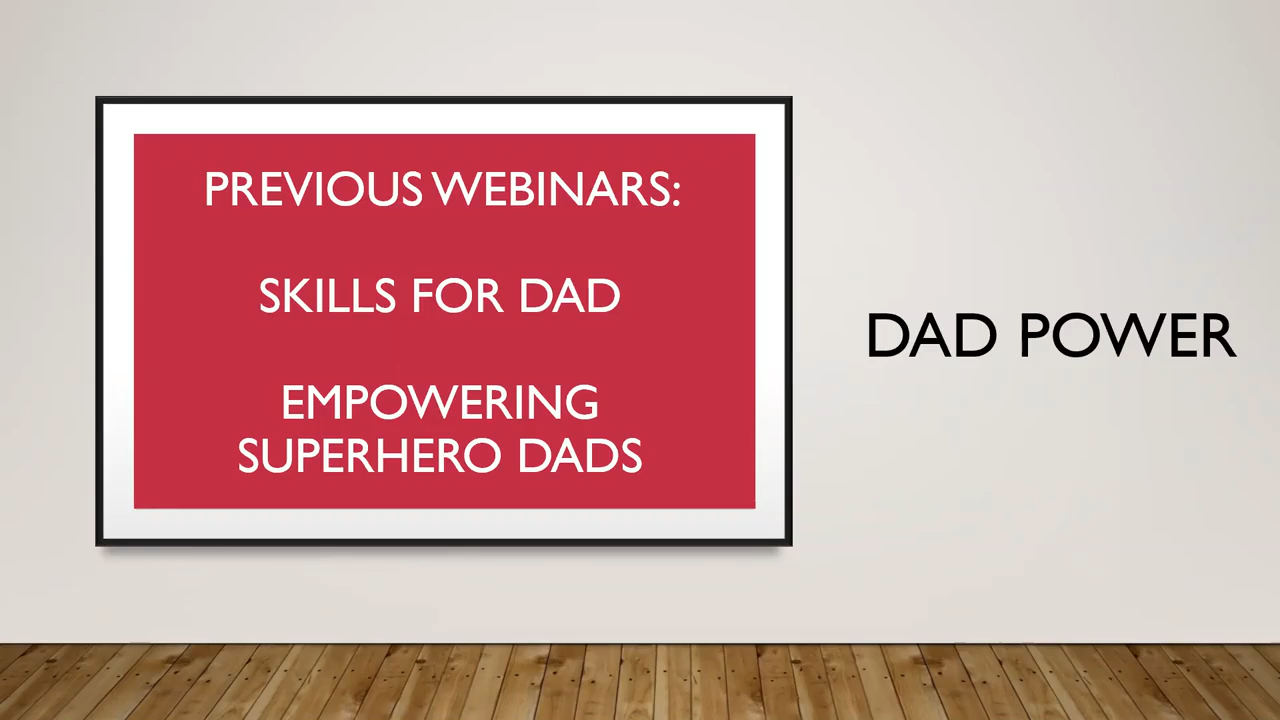 PREVIOUS WEBINARS:
SKILLS FOR DAD
EMPOWERING
SUPERHERO DADS
DAD POWER